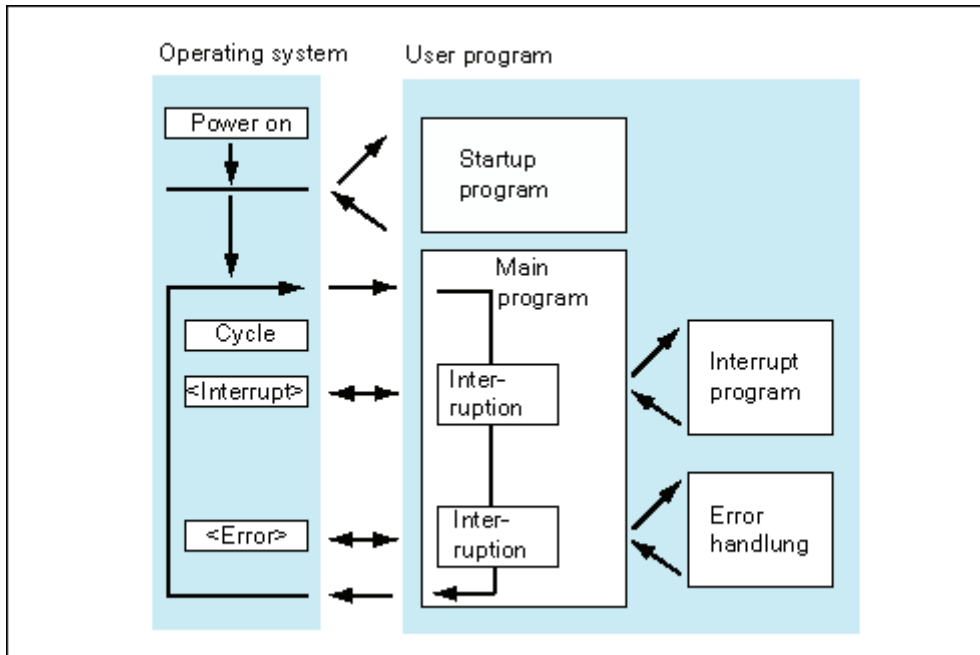 Operating system
User program
Power on
Startup
program
Main
program
Cycle
<Interrupt>
Inter-
ruption
Interrupt
program
<Error>
Inter-
ruption
Error
handlung